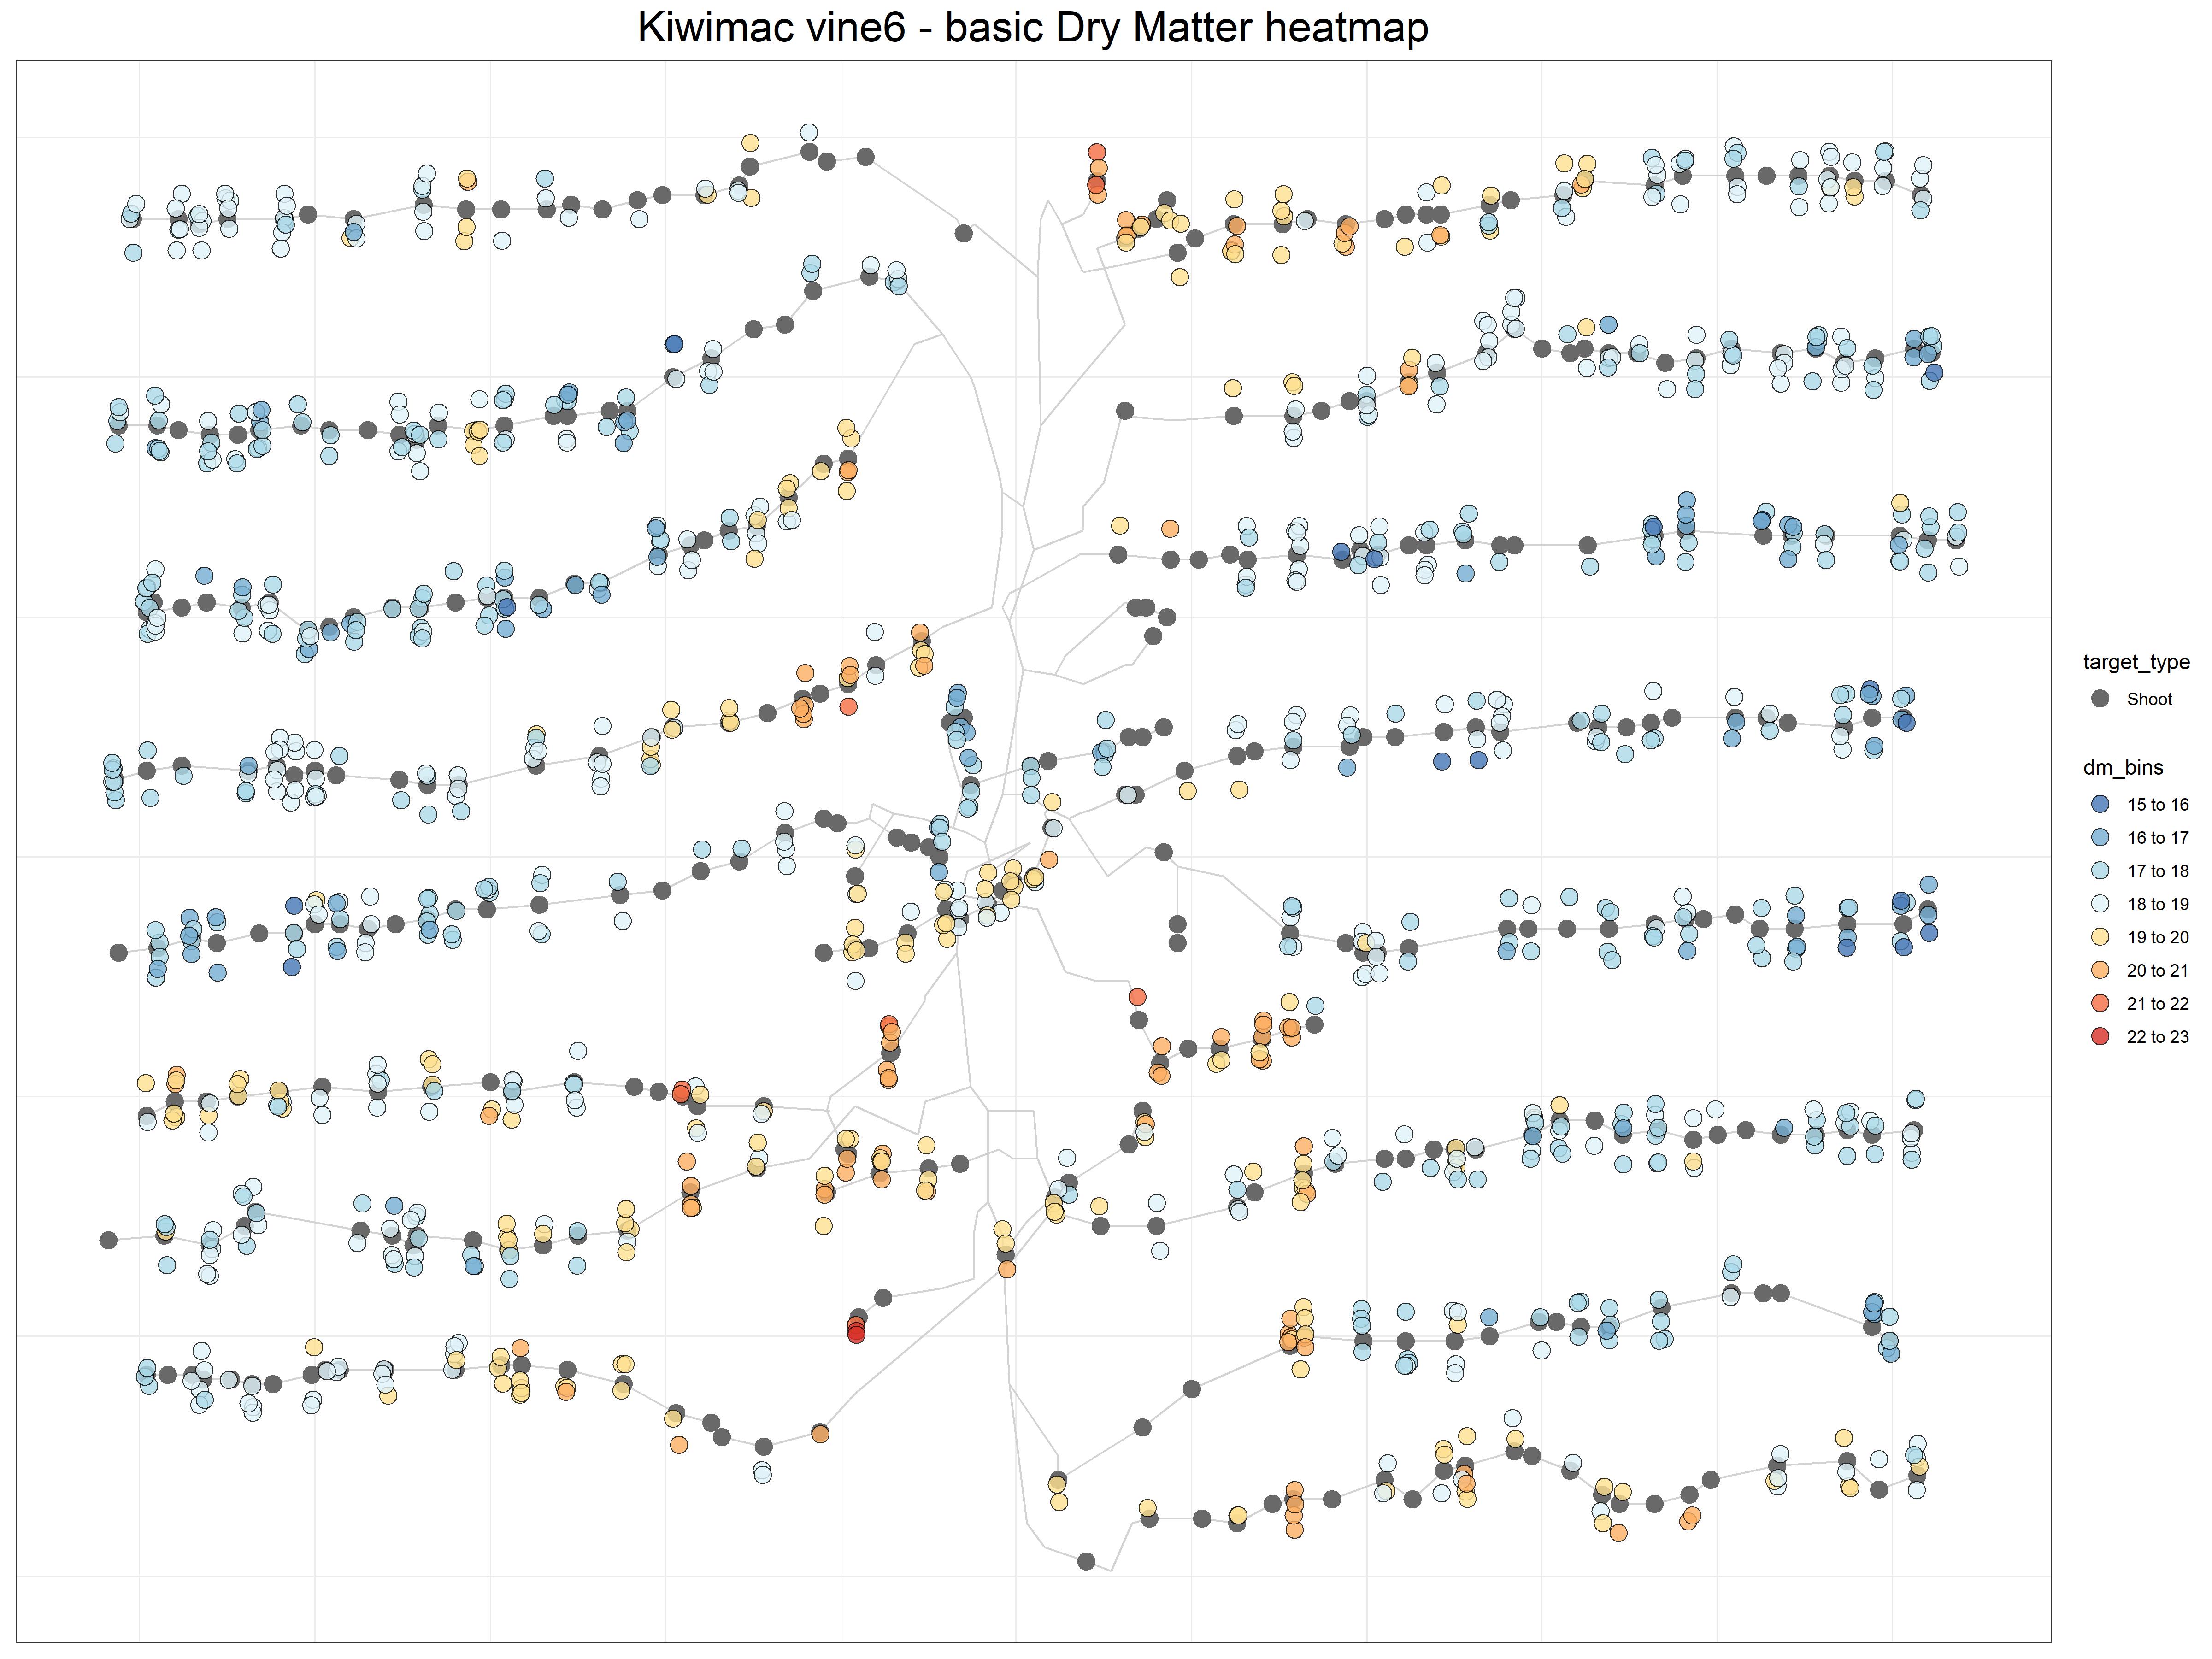 Kiwimac vine6 - basic Dry Matter heatmap
target_type
Shoot
dm_bins
15 to 16
16 to 17
17 to 18
18 to 19
19 to 20
20 to 21
21 to 22
22 to 23